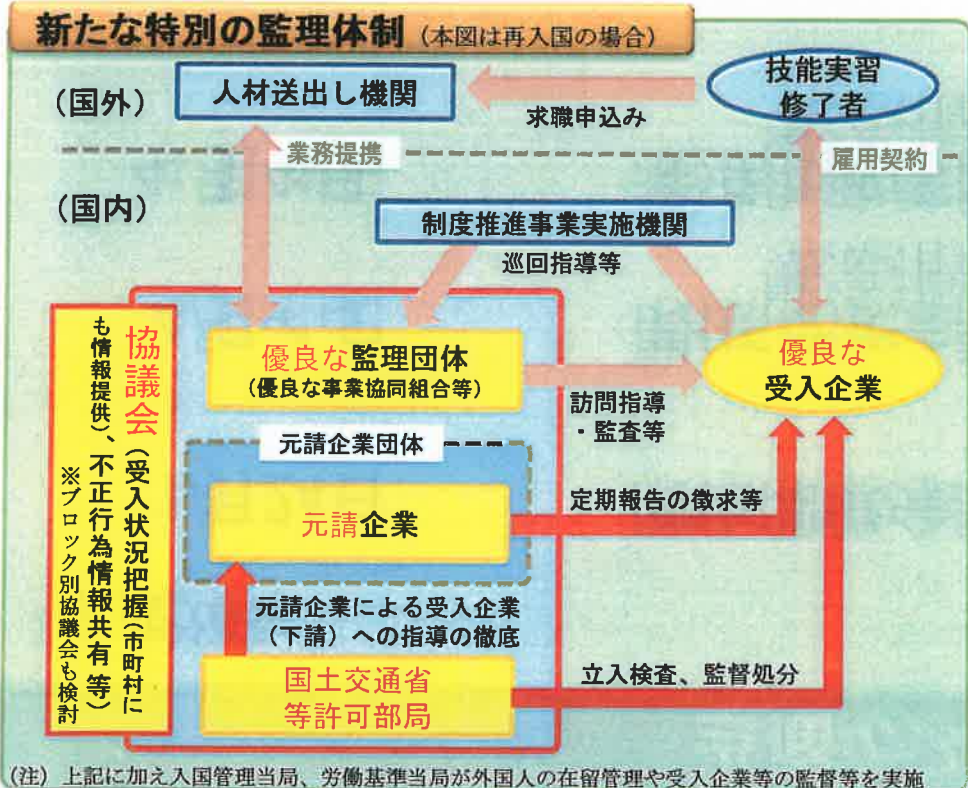 新たな特別の監理体制(本図は再入国の場合)
(国外)
人材送出し機関
求職申込み
技能実習
修了者
業務提携
雇用契約
(国内)
制度推進事業実施機関
巡回指導等
協議会(受入状況把握(市町村に
も情報提供)、不正行為情報共有 等)
※ブロック別協議会も検討
優良な監理団体
(優良な事業協同組合等)
訪問指導
・監査等
優良な
受入企業
元請企業団体
元請企業
定期報告の徴求等
元請企業による受入企業
(下請)への指導の徹底
国土交通省
等許可部局
立入検査、監督処分
(注) 上記に加え入国管理当局、労働基準当局が外国人の在留管理や受入企業等の監督等を実施